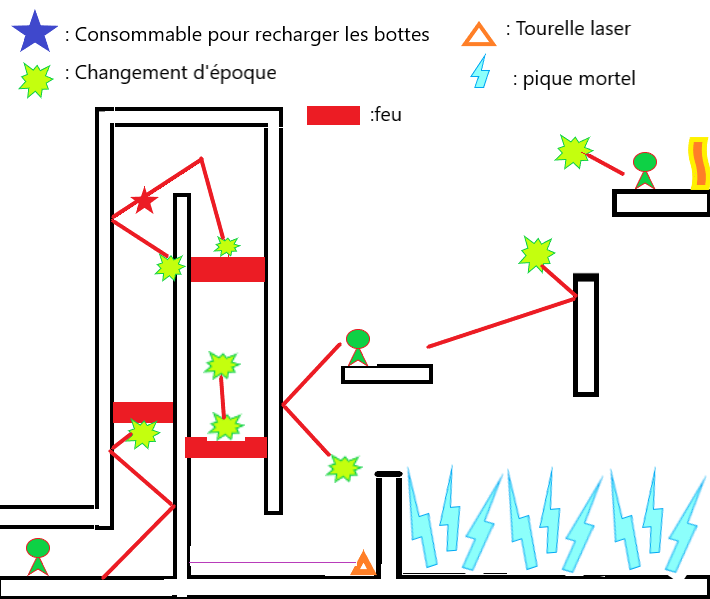 : Consommable pour recharger les bottes
: Tourelle laser
: Changement d'époque
: pique mortel
:feu